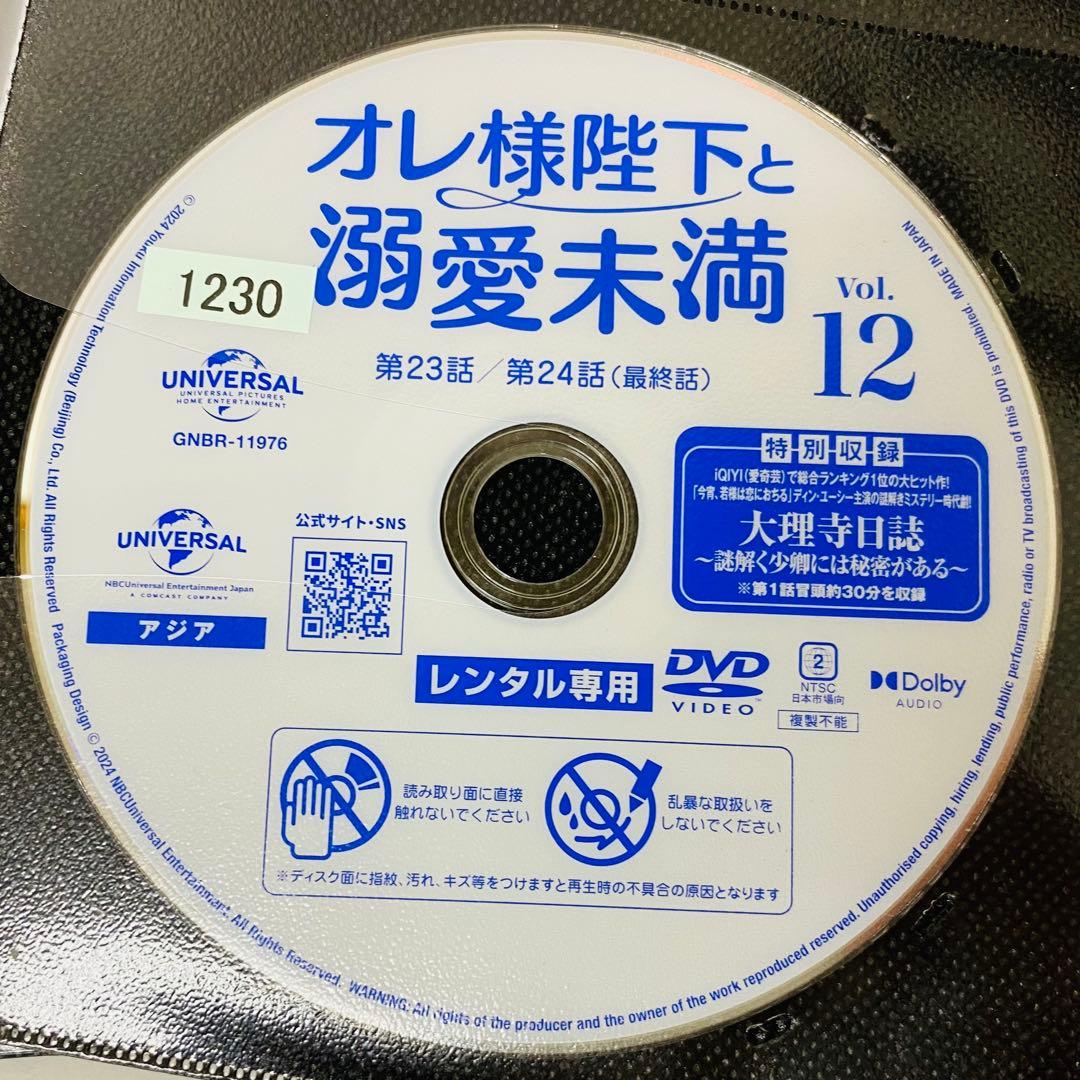 オレ様陛下と
溺愛未満
Vol.
12
1230
第23話／第24話（最終話）
UNIVERSAL
UNIVERSAL PICTURES
HOME ENTERTAINMENT
GNBR-11976
特別収録
iQIYI（愛奇芸）で総合ランキング1位の大ヒット作！
「今宵、若様は恋におちる」ディン・ユーシー主演の謎解きミステリー時代劇！
大理寺日誌
～謎解く少卿には秘密がある～
※第1話冒頭約30分を収録
UNIVERSAL
NBCUniversal Entertainment Japan
A COMCAST COMPANY
アジア
公式サイト・SNS
レンタル専用
DVD
VIDEO™
2
NTSC
日本市場向
複製不能
Dolby
AUDIO
読み取り面に直接
触れないでください
乱暴な取扱いを
しないでください
※ディスク面に指紋、汚れ、キズ等をつけますと再生時の不具合の原因となります
©2024 Youku Information Technology (Beijing) Co., Ltd. All Rights Reserved Packaging Design © 2024 NBCUniversal Entertainment. All Rights Reserved. WARNING: All rights of the producer and the owner of the work reproduced reserved. Unauthorised copying, hiring, lending, public performance, radio or TV broadcasting of this DVD is prohibited. MADE IN JAPAN